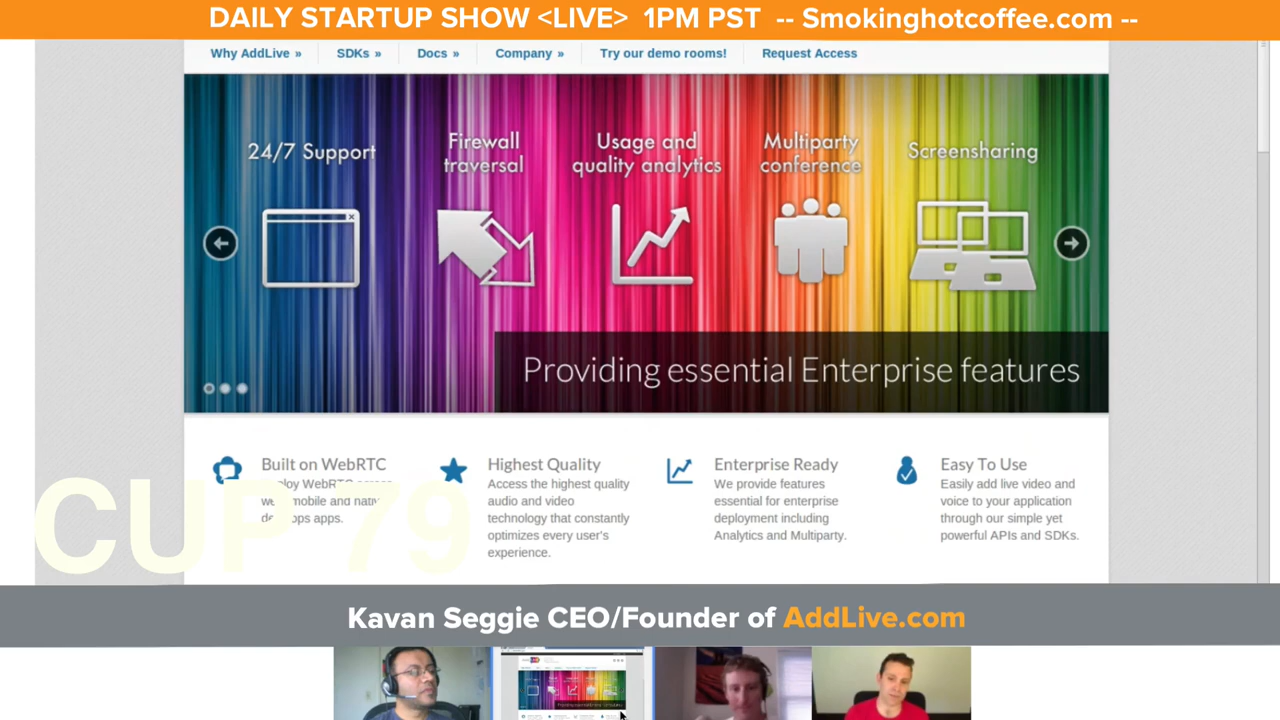 DAILY STARTUP SHOW <LIVE> 1PM PST -- Smokinghotcoffee.com --
Why AddLive » SDKs » Docs » Company » Try our demo rooms! Request Access
24/7 Support
Firewall
traversal
Usage and
quality analytics
Multiparty
conference
Screensharing
Providing essential Enterprise features
Built on WebRTC
WebRTC
mobile and
apps.
Highest Quality
Access the highest quality
audio and video
technology that constantly
optimizes every user's
experience.
Enterprise Ready
We provide features
essential for enterprise
deployment including
Analytics and Multiparty.
Easy To Use
Easily add live video and
voice to your application
through our simple yet
powerful APIs and SDKs.
CUP 79
Kavan Seggie CEO/Founder of AddLive.com